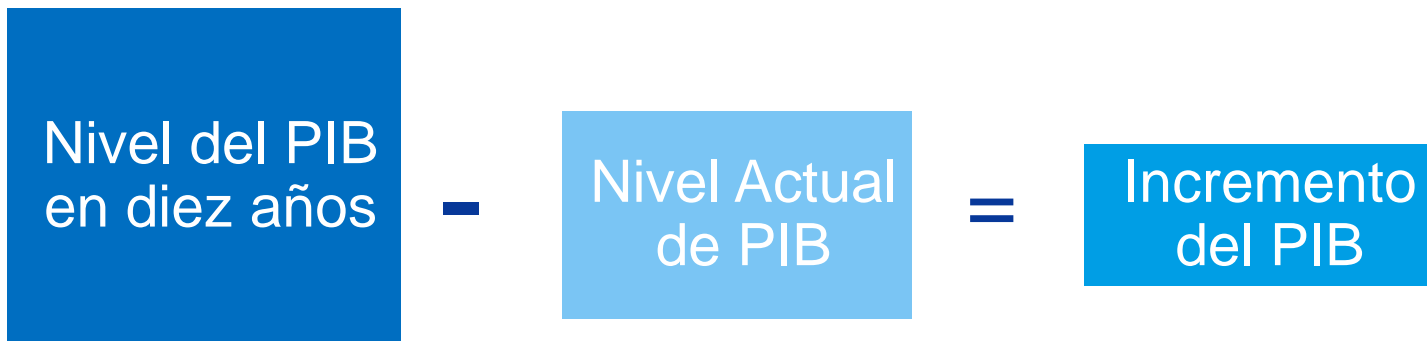 Nivel del PIB
en diez años
-
Nivel Actual
de PIB
=
Incremento
del PIB